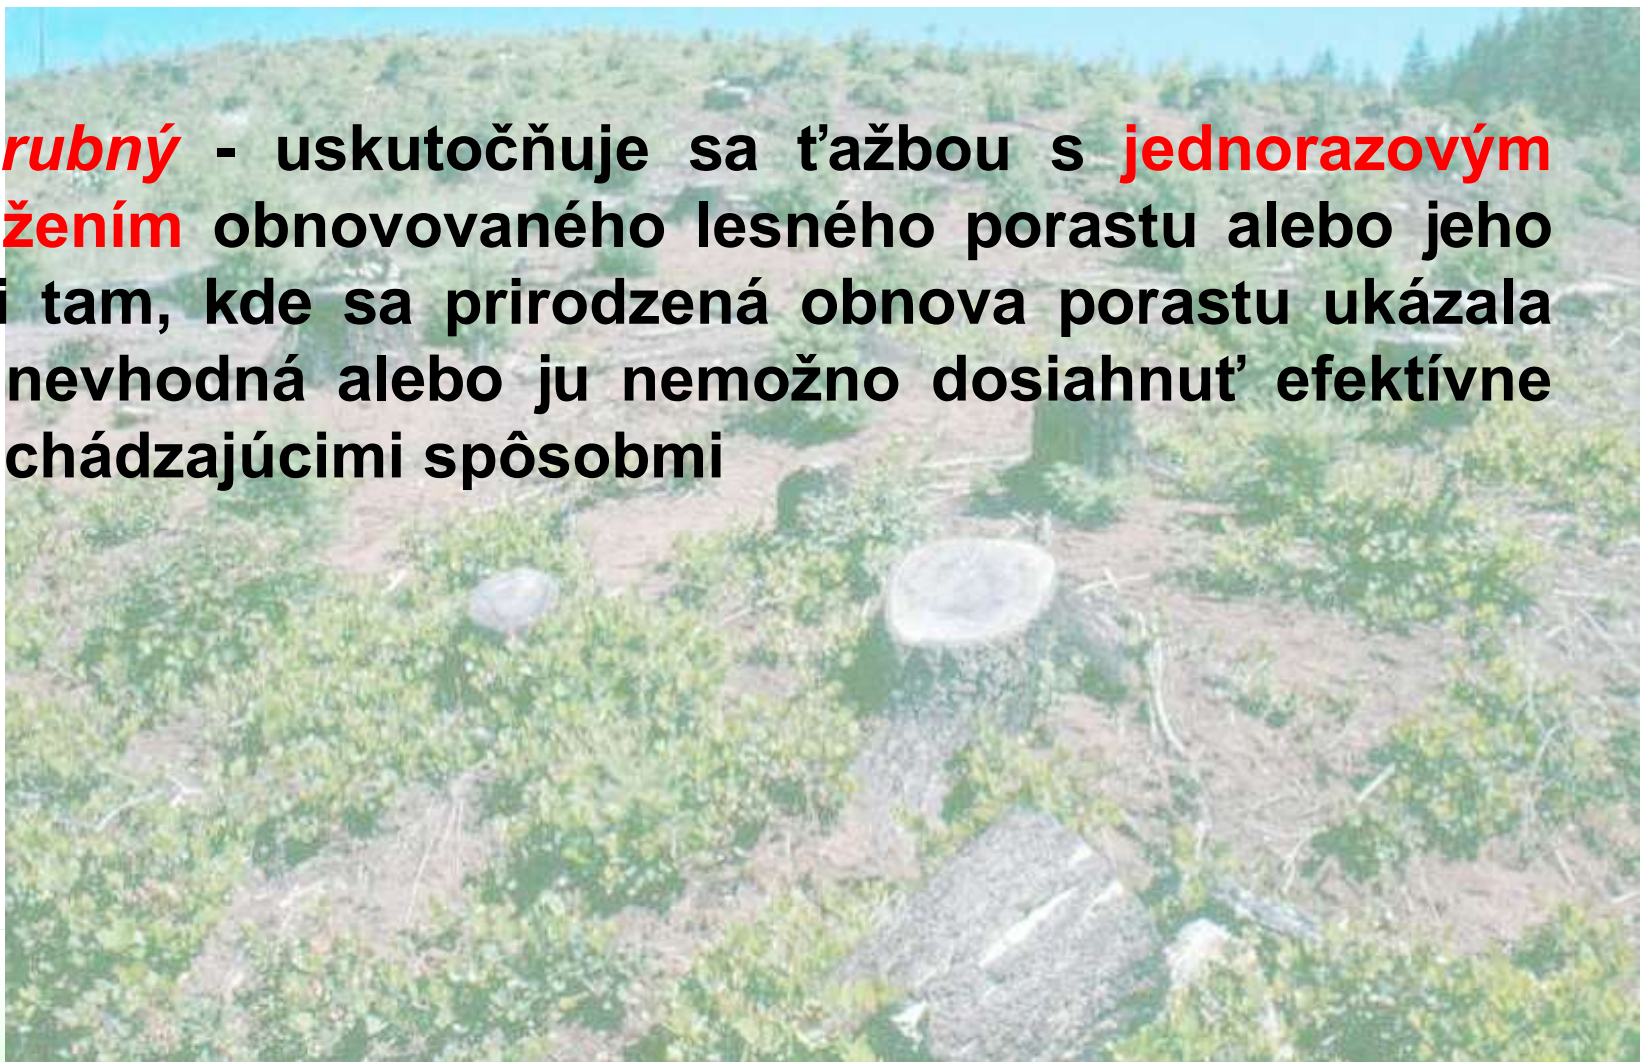 rubný - uskutočňuje sa ťažbou s jednorazovým
žením obnovovaného lesného porastu alebo jeho
i tam, kde sa prirodzená obnova porastu ukázala
nevhodná alebo ju nemožno dosiahnuť efektívne
chádzajúcimi spôsobmi